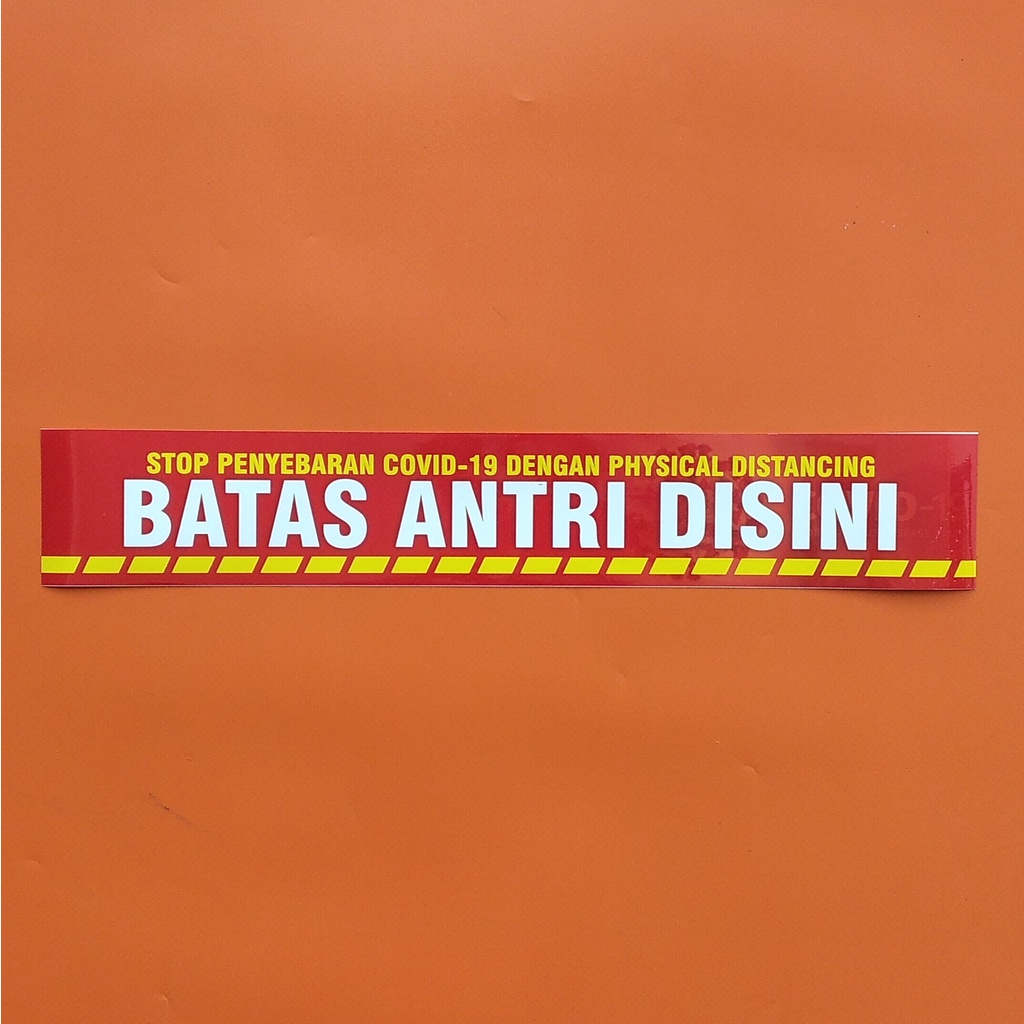 STOP PENYEBARAN COVID-19 DENGAN PHYSICAL DISTANCING
BATAS ANTRI DISINI